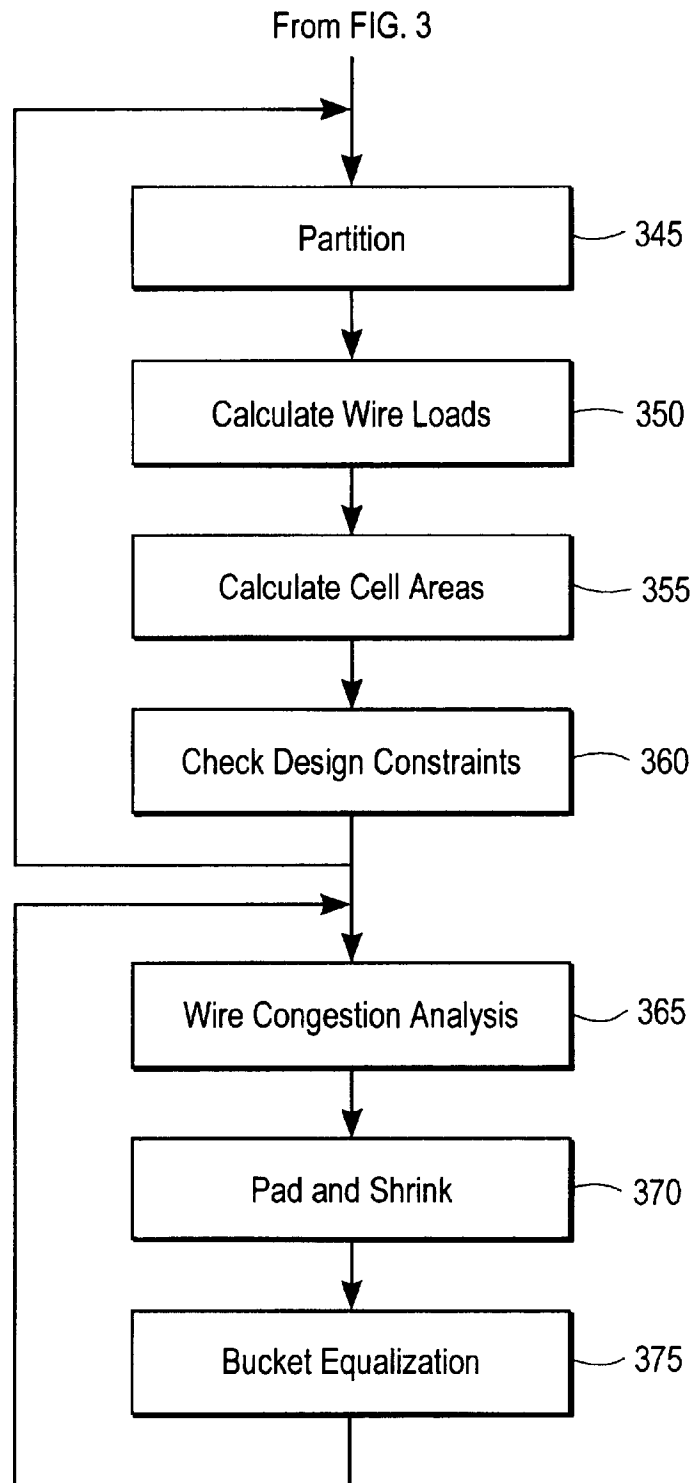 From FIG. 3
Partition
345
Calculate Wire Loads
350
Calculate Cell Areas
355
Check Design Constraints
360
Wire Congestion Analysis
365
Pad and Shrink
370
Bucket Equalization
375